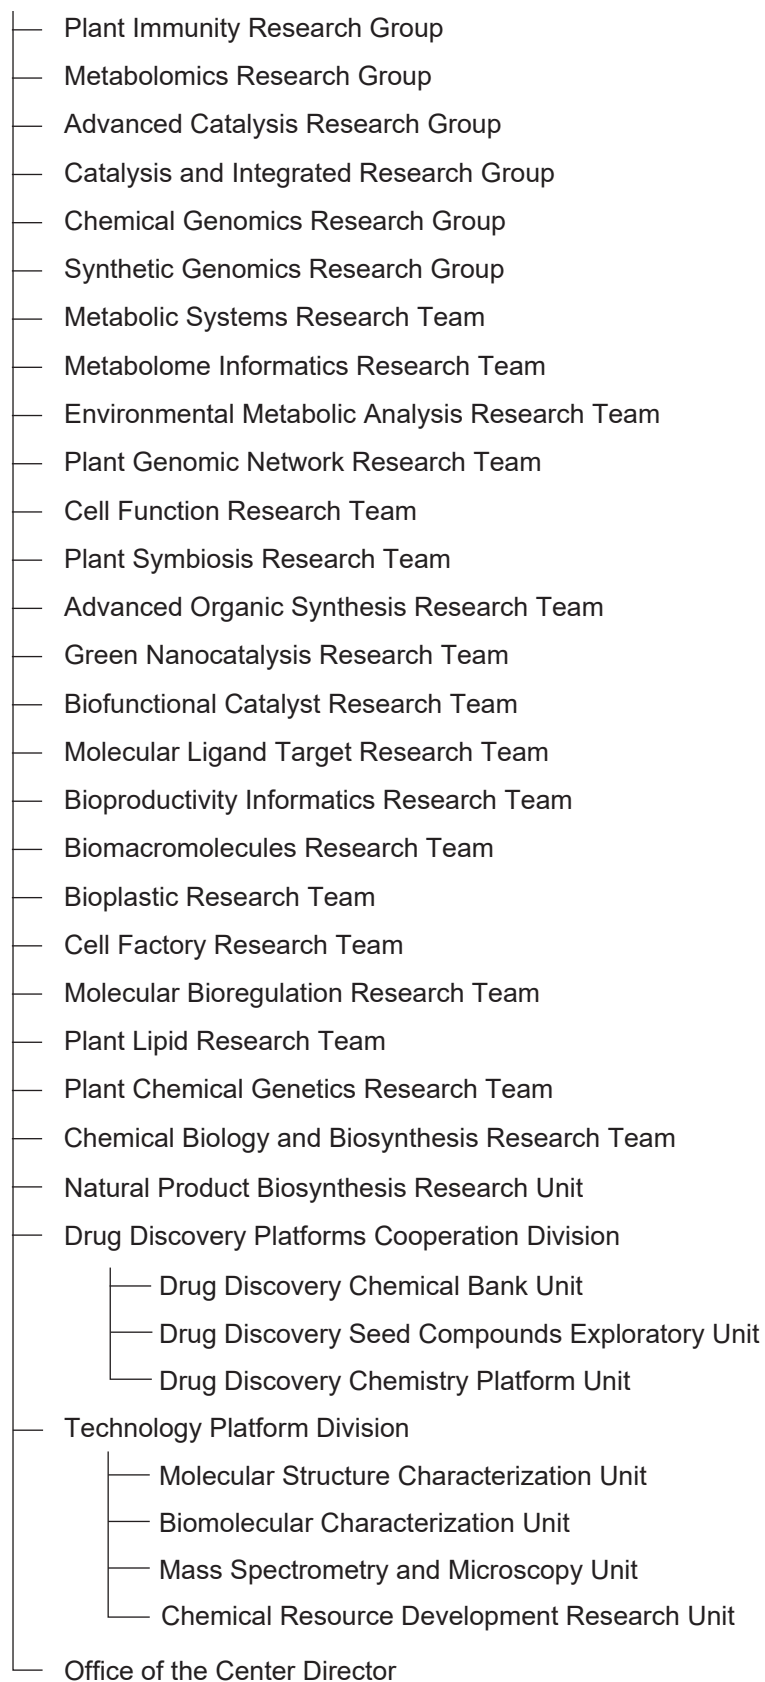 Plant Immunity Research Group
Metabolomics Research Group
Advanced Catalysis Research Group
Catalysis and Integrated Research Group
Chemical Genomics Research Group
Synthetic Genomics Research Group
Metabolic Systems Research Team
Metabolome Informatics Research Team
Environmental Metabolic Analysis Research Team
Plant Genomic Network Research Team
Cell Function Research Team
Plant Symbiosis Research Team
Advanced Organic Synthesis Research Team
Green Nanocatalysis Research Team
Biofunctional Catalyst Research Team
Molecular Ligand Target Research Team
Bioproductivity Informatics Research Team
Biomacromolecules Research Team
Bioplastic Research Team
Cell Factory Research Team
Molecular Bioregulation Research Team
Plant Lipid Research Team
Plant Chemical Genetics Research Team
Chemical Biology and Biosynthesis Research Team
Natural Product Biosynthesis Research Unit
Drug Discovery Platforms Cooperation Division
Drug Discovery Chemical Bank Unit
Drug Discovery Seed Compounds Exploratory Unit
Drug Discovery Chemistry Platform Unit
Technology Platform Division
Molecular Structure Characterization Unit
Biomolecular Characterization Unit
Mass Spectrometry and Microscopy Unit
Chemical Resource Development Research Unit
Office of the Center Director